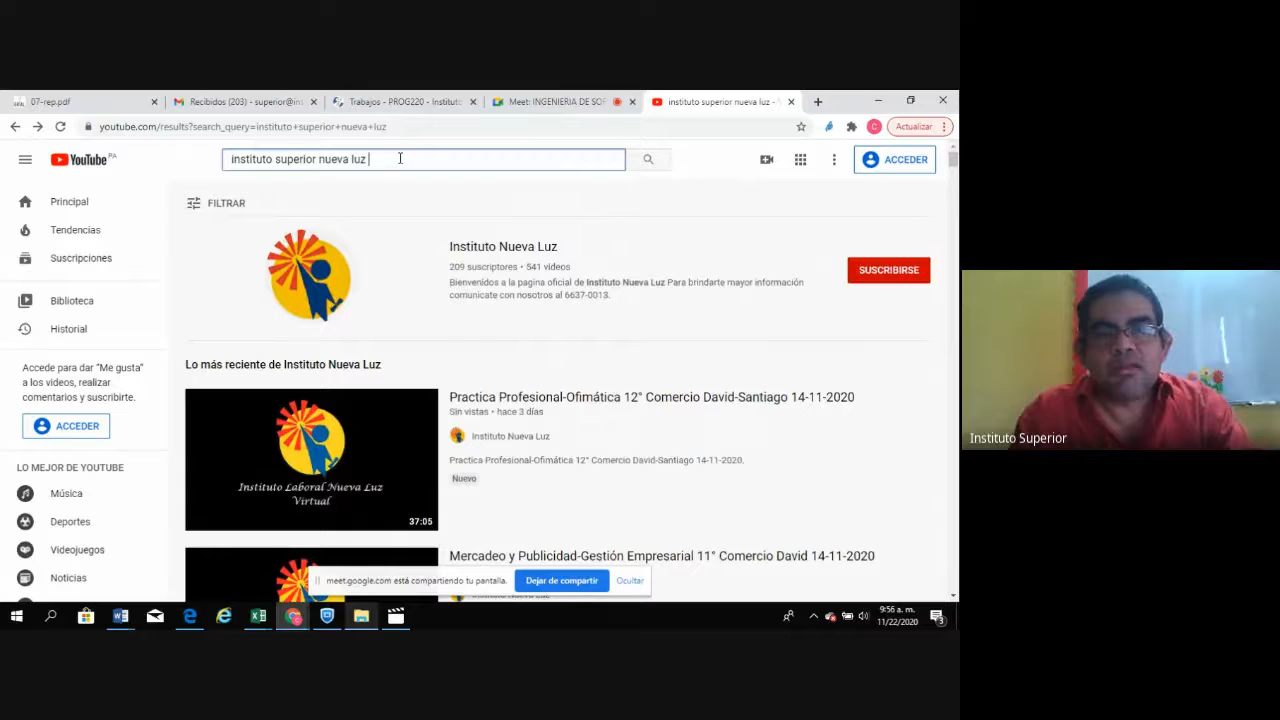 07-rep.pdf
Recibidos (203) - superior@ins
Trabajos - PROG220 - Instituto
Meet: INGENIERIA DE SOF
instituto superior nueva luz -
youtube.com/results?search_query=instituto+superior+nueva+luz
Actualizar
YouTube PA
instituto superior nueva luz
ACCEDER
FILTRAR
Principal
Tendencias
Suscripciones
Biblioteca
Historial
Accede para dar "Me gusta"
a los videos, realizar
comentarios y suscribirte.
ACCEDER
LO MEJOR DE YOUTUBE
Música
Deportes
Videojuegos
Noticias
Instituto Nueva Luz
209 suscriptores • 541 videos
Bienvenidos a la pagina oficial de Instituto Nueva Luz Para brindarte mayor información
comunicate con nosotros al 6637-0013.
SUSCRIBIRSE
Lo más reciente de Instituto Nueva Luz
Instituto Laboral Nueva Luz
Virtual
37:05
Practica Profesional-Ofimática 12° Comercio David-Santiago 14-11-2020
Sin vistas • hace 3 días
Instituto Nueva Luz
Practica Profesional-Ofimática 12° Comercio David-Santiago 14-11-2020.
Nuevo
Mercadeo y Publicidad-Gestión Empresarial 11° Comercio David 14-11-2020
meet.google.com está compartiendo tu pantalla.
Dejar de compartir
Ocultar
9:56 a. m.
11/22/2020
3
Instituto Superior